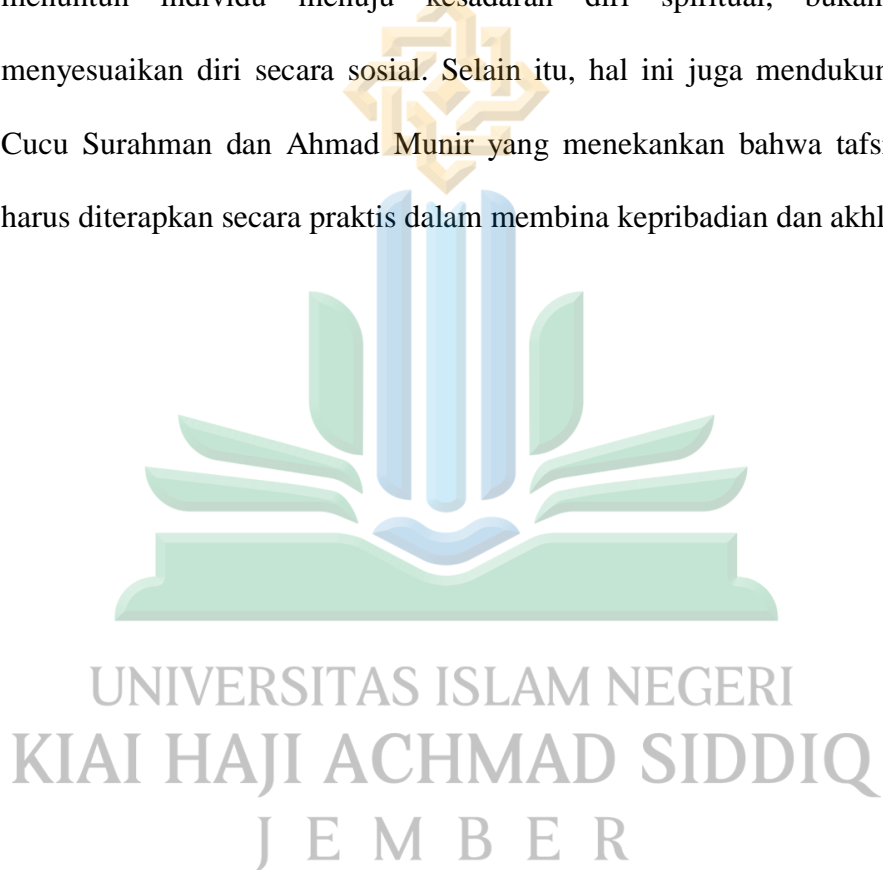 menuntun individu menuju kesadaran diri spiritual, bukan
menyesuaikan diri secara sosial. Selain itu, hal ini juga mendukun
Cucu Surahman dan Ahmad Munir yang menekankan bahwa tafs
harus diterapkan secara praktis dalam membina kepribadian dan akhl
UNIVERSITAS ISLAM NEGERI
KIAI HAJI ACHMAD SIDDIQ
JEMBER